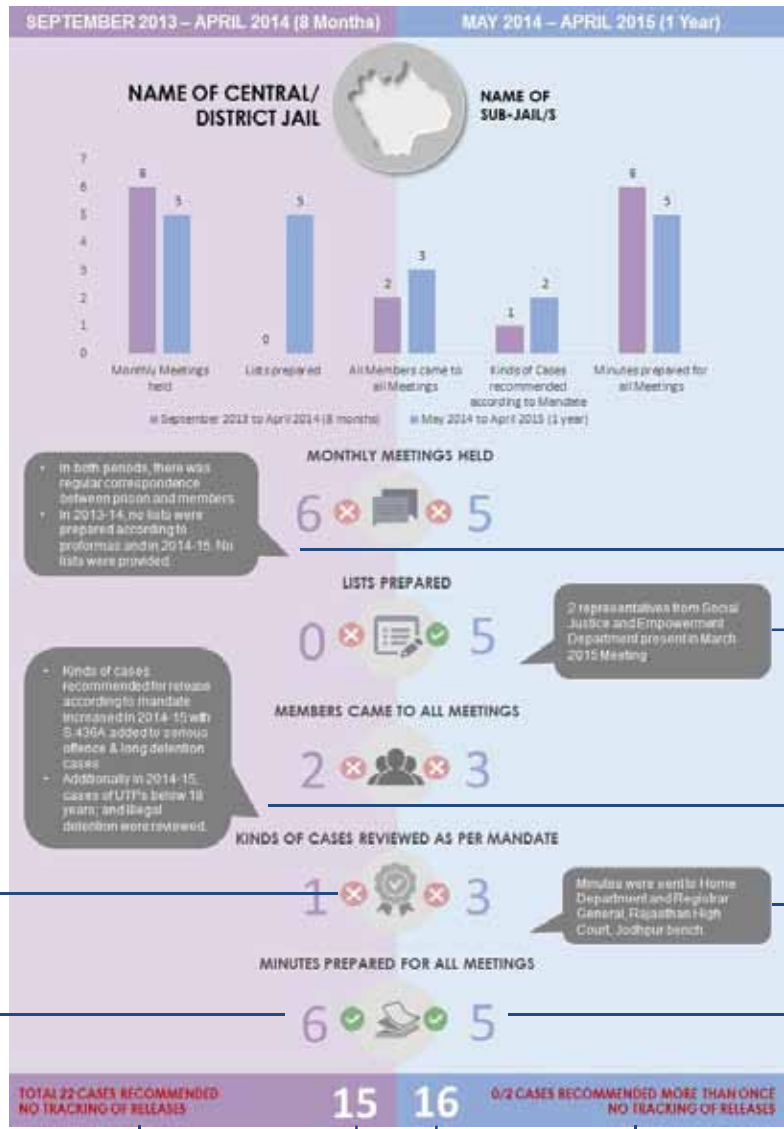 SEPTEMBER 2013 – APRIL 2014 (8 Months)
MAY 2014 – APRIL 2015 (1 Year)
NAME OF CENTRAL/
DISTRICT JAIL
NAME OF
SUB-JAIL/S
7
6
5
4
3
2
1
0
6
5
0
5
2
3
1
2
6
5
Monthly Meetings
held
Lists prepared
All Members came to
all Meetings
Kinds of Cases
recommended
according to Mandate
Minutes prepared for
all Meetings
September 2013 to April 2014 (8 months)
May 2014 to April 2015 (1 year)
MONTHLY MEETINGS HELD
• In both periods, there was
regular correspondence
between prison and members.
• In 2013-14, no lists were
prepared according to
proformas and in 2014-15. No
lists were provided.
6
5
LISTS PREPARED
0
5
2 representatives from Social
Justice and Empowerment
Department present in March
2015 Meeting
• Kinds of cases
recommended for release
according to mandate
increased in 2014-15 with
S.436A added to serious
offence & long detention
cases
• Additionally in 2014-15,
cases of UTPs below 18
years; and illegal
detention were reviewed.
MEMBERS CAME TO ALL MEETINGS
2
3
KINDS OF CASES REVIEWED AS PER MANDATE
1
3
Minutes were sent to Home
Department and Registrar
General, Rajasthan High
Court, Jodhpur bench.
MINUTES PREPARED FOR ALL MEETINGS
6
5
TOTAL 22 CASES RECOMMENDED
NO TRACKING OF RELEASES
15
16
0/2 CASES RECOMMENDED MORE THAN ONCE
NO TRACKING OF RELEASES